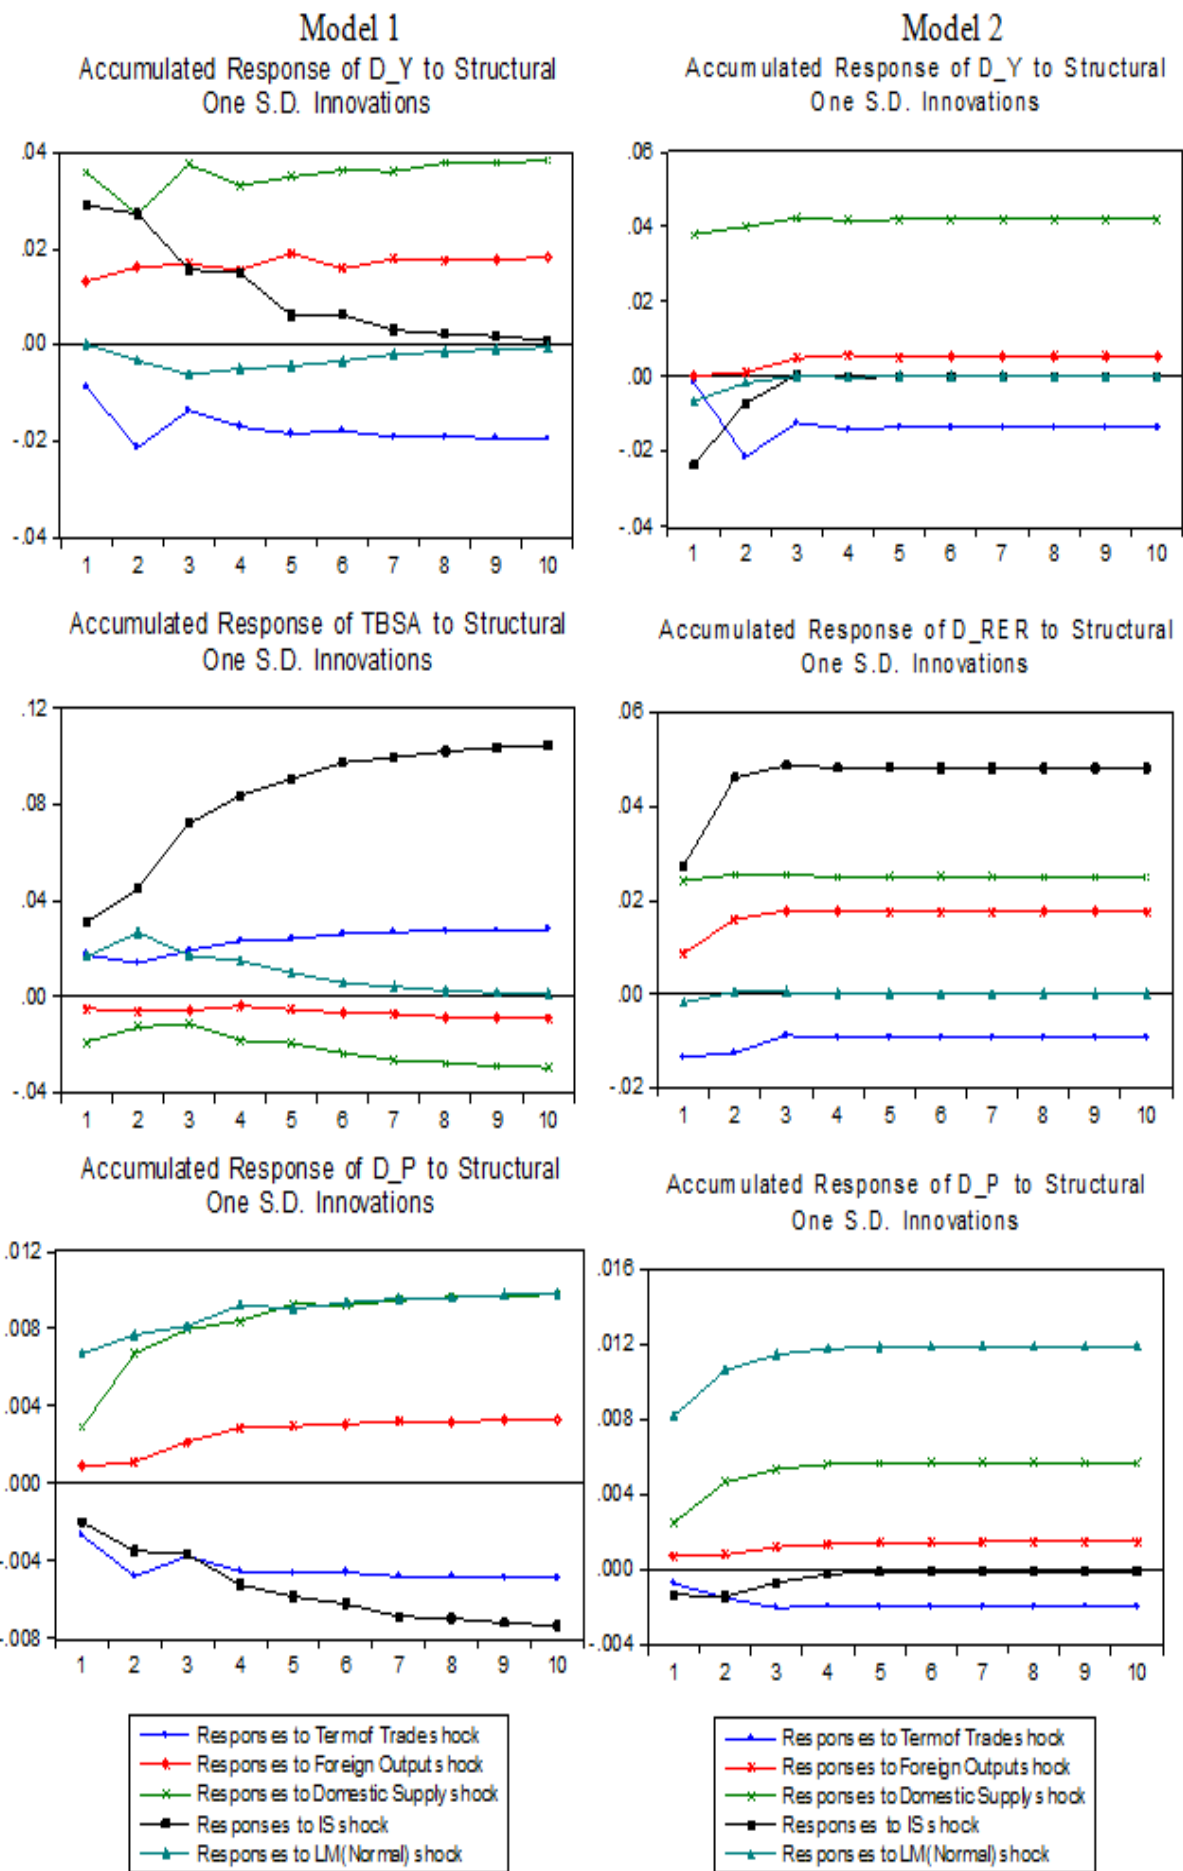 Model 1
Accumulated Response of D_Y to Structural
One S.D. Innovations
.04
.02
.00
-.02
-.04
1 2 3 4 5 6 7 8 9 10
Model 2
Accumulated Response of D_Y to Structural
One S.D. Innovations
.06
.04
.02
.00
-.02
-.04
1 2 3 4 5 6 7 8 9 10
Accumulated Response of TBSA to Structural
One S.D. Innovations
.12
.08
.04
.00
-.04
1 2 3 4 5 6 7 8 9 10
Accumulated Response of D_RER to Structural
One S.D. Innovations
.06
.04
.02
.00
-.02
1 2 3 4 5 6 7 8 9 10
Accumulated Response of D_P to Structural
One S.D. Innovations
.012
.008
.004
.000
-.004
-.008
1 2 3 4 5 6 7 8 9 10
Accumulated Response of D_P to Structural
One S.D. Innovations
.016
.012
.008
.004
.000
-.004
1 2 3 4 5 6 7 8 9 10
Responses to Term of Trade shock
Responses to Foreign Output shock
Responses to Domestic Supply shock
Responses to IS shock
Responses to LM(Normal) shock
Responses to Term of Trade shock
Responses to Foreign Output shock
Responses to Domestic Supply shock
Responses to IS shock
Responses to LM(Normal) shock